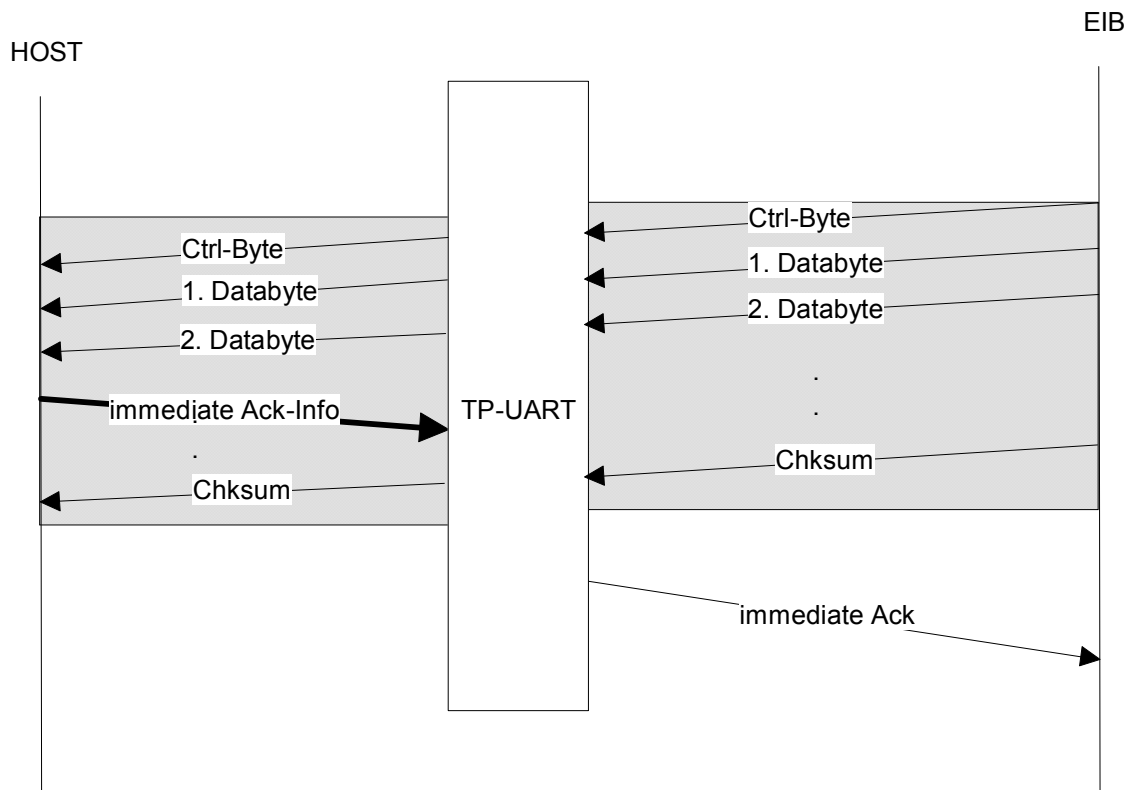 EIB
HOST
Ctrl-Byte
Ctrl-Byte
1. Databyte
1. Databyte
2. Databyte
2. Databyte
.
.
immediate Ack-Info
TP-UART
.
.
Chksum
Chksum
immediate Ack